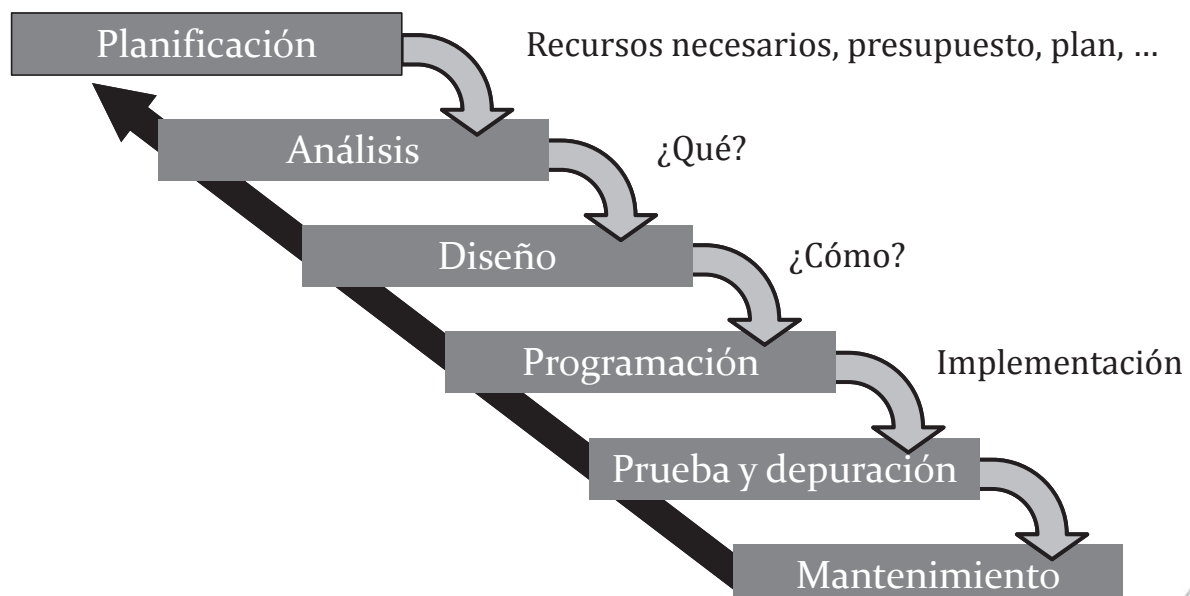 Planificación
Recursos necesarios, presupuesto, plan, …
Análisis
¿Qué?
Diseño
¿Cómo?
Programación
Implementación
Prueba y depuración
Mantenimiento